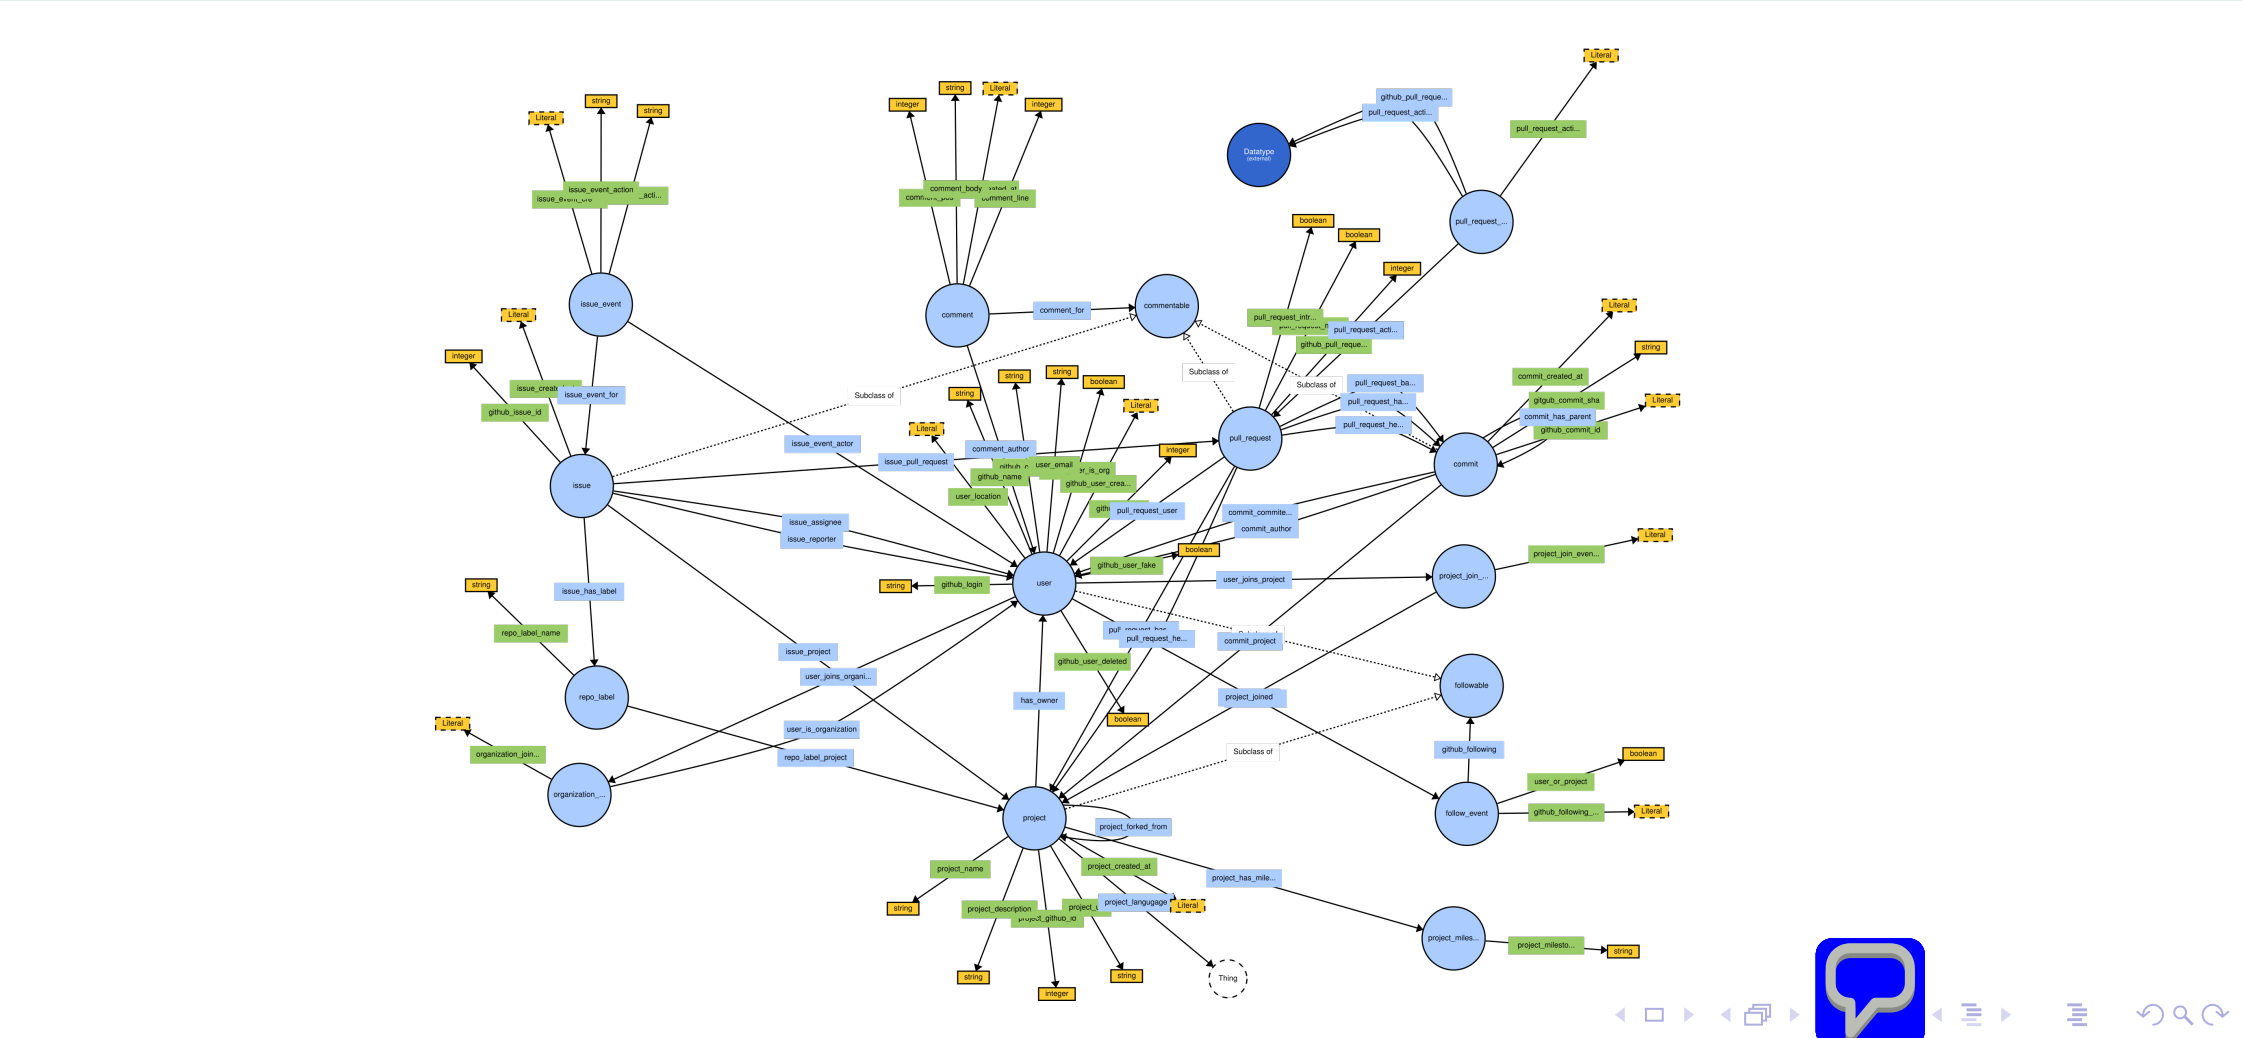 Literal
string
string
issue_event_action
_acti...
issue_event
integer
string
Literal
integer
comment_body
comment_line
comment
comment_for
commentable
Datatype
(external)
github_pull_reque...
pull_request_acti...
Literal
pull_request_acti...
pull_request_...
boolean
boolean
integer
pull_request_intr...
pull_request_acti...
github_pull_reque...
Literal
integer
github_issue_id
issue_event_for
Subclass of
Subclass of
Subclass of
Literal
string
Literal
commit_created_at
gitgub_commit_sha
commit_has_parent
github_commit_id
pull_request_ba...
pull_request_ha...
pull_request_he...
string
string
string
boolean
Literal
Literal
integer
issue_event_actor
comment_author
issue_pull_request
github_name
user_email
er_is_org
github_user_crea...
user_location
pull_request_user
pull_request
commit
issue
issue_assignee
issue_reporter
commit_commite...
commit_author
boolean
github_user_fake
user
string
github_login
user_joins_project
project_join_...
project_join_even...
Literal
string
issue_has_label
repo_label_name
repo_label
issue_project
user_joins_organi...
user_is_organization
repo_label_project
has_owner
github_user_deleted
boolean
pull_request_he...
commit_project
project_joined
followable
github_following
Subclass of
Literal
organization_join...
organization_...
follow_event
boolean
user_or_project
github_following_...
Literal
project
project_forked_from
project_name
string
project_description
project_github_id
project_created_at
project_langugage
Literal
project_has_mile...
project_miles...
project_milesto...
string
string
integer
string
Thing